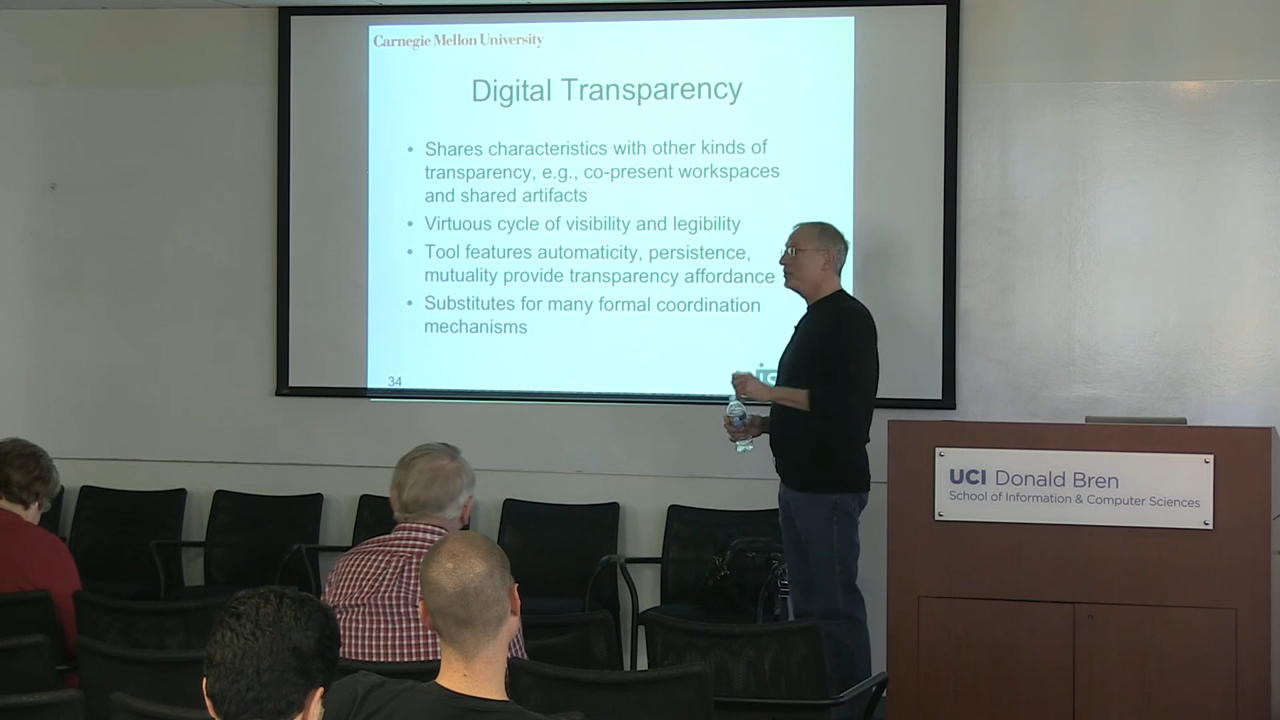 Carnegie Mellon University
Digital Transparency
• Shares characteristics with other kinds of
transparency, e.g., co-present workspaces
and shared artifacts
• Virtuous cycle of visibility and legibility
• Tool features automaticity, persistence,
mutuality provide transparency affordance
• Substitutes for many formal coordination
mechanisms
34
UCI Donald Bren
School of Information & Computer Sciences